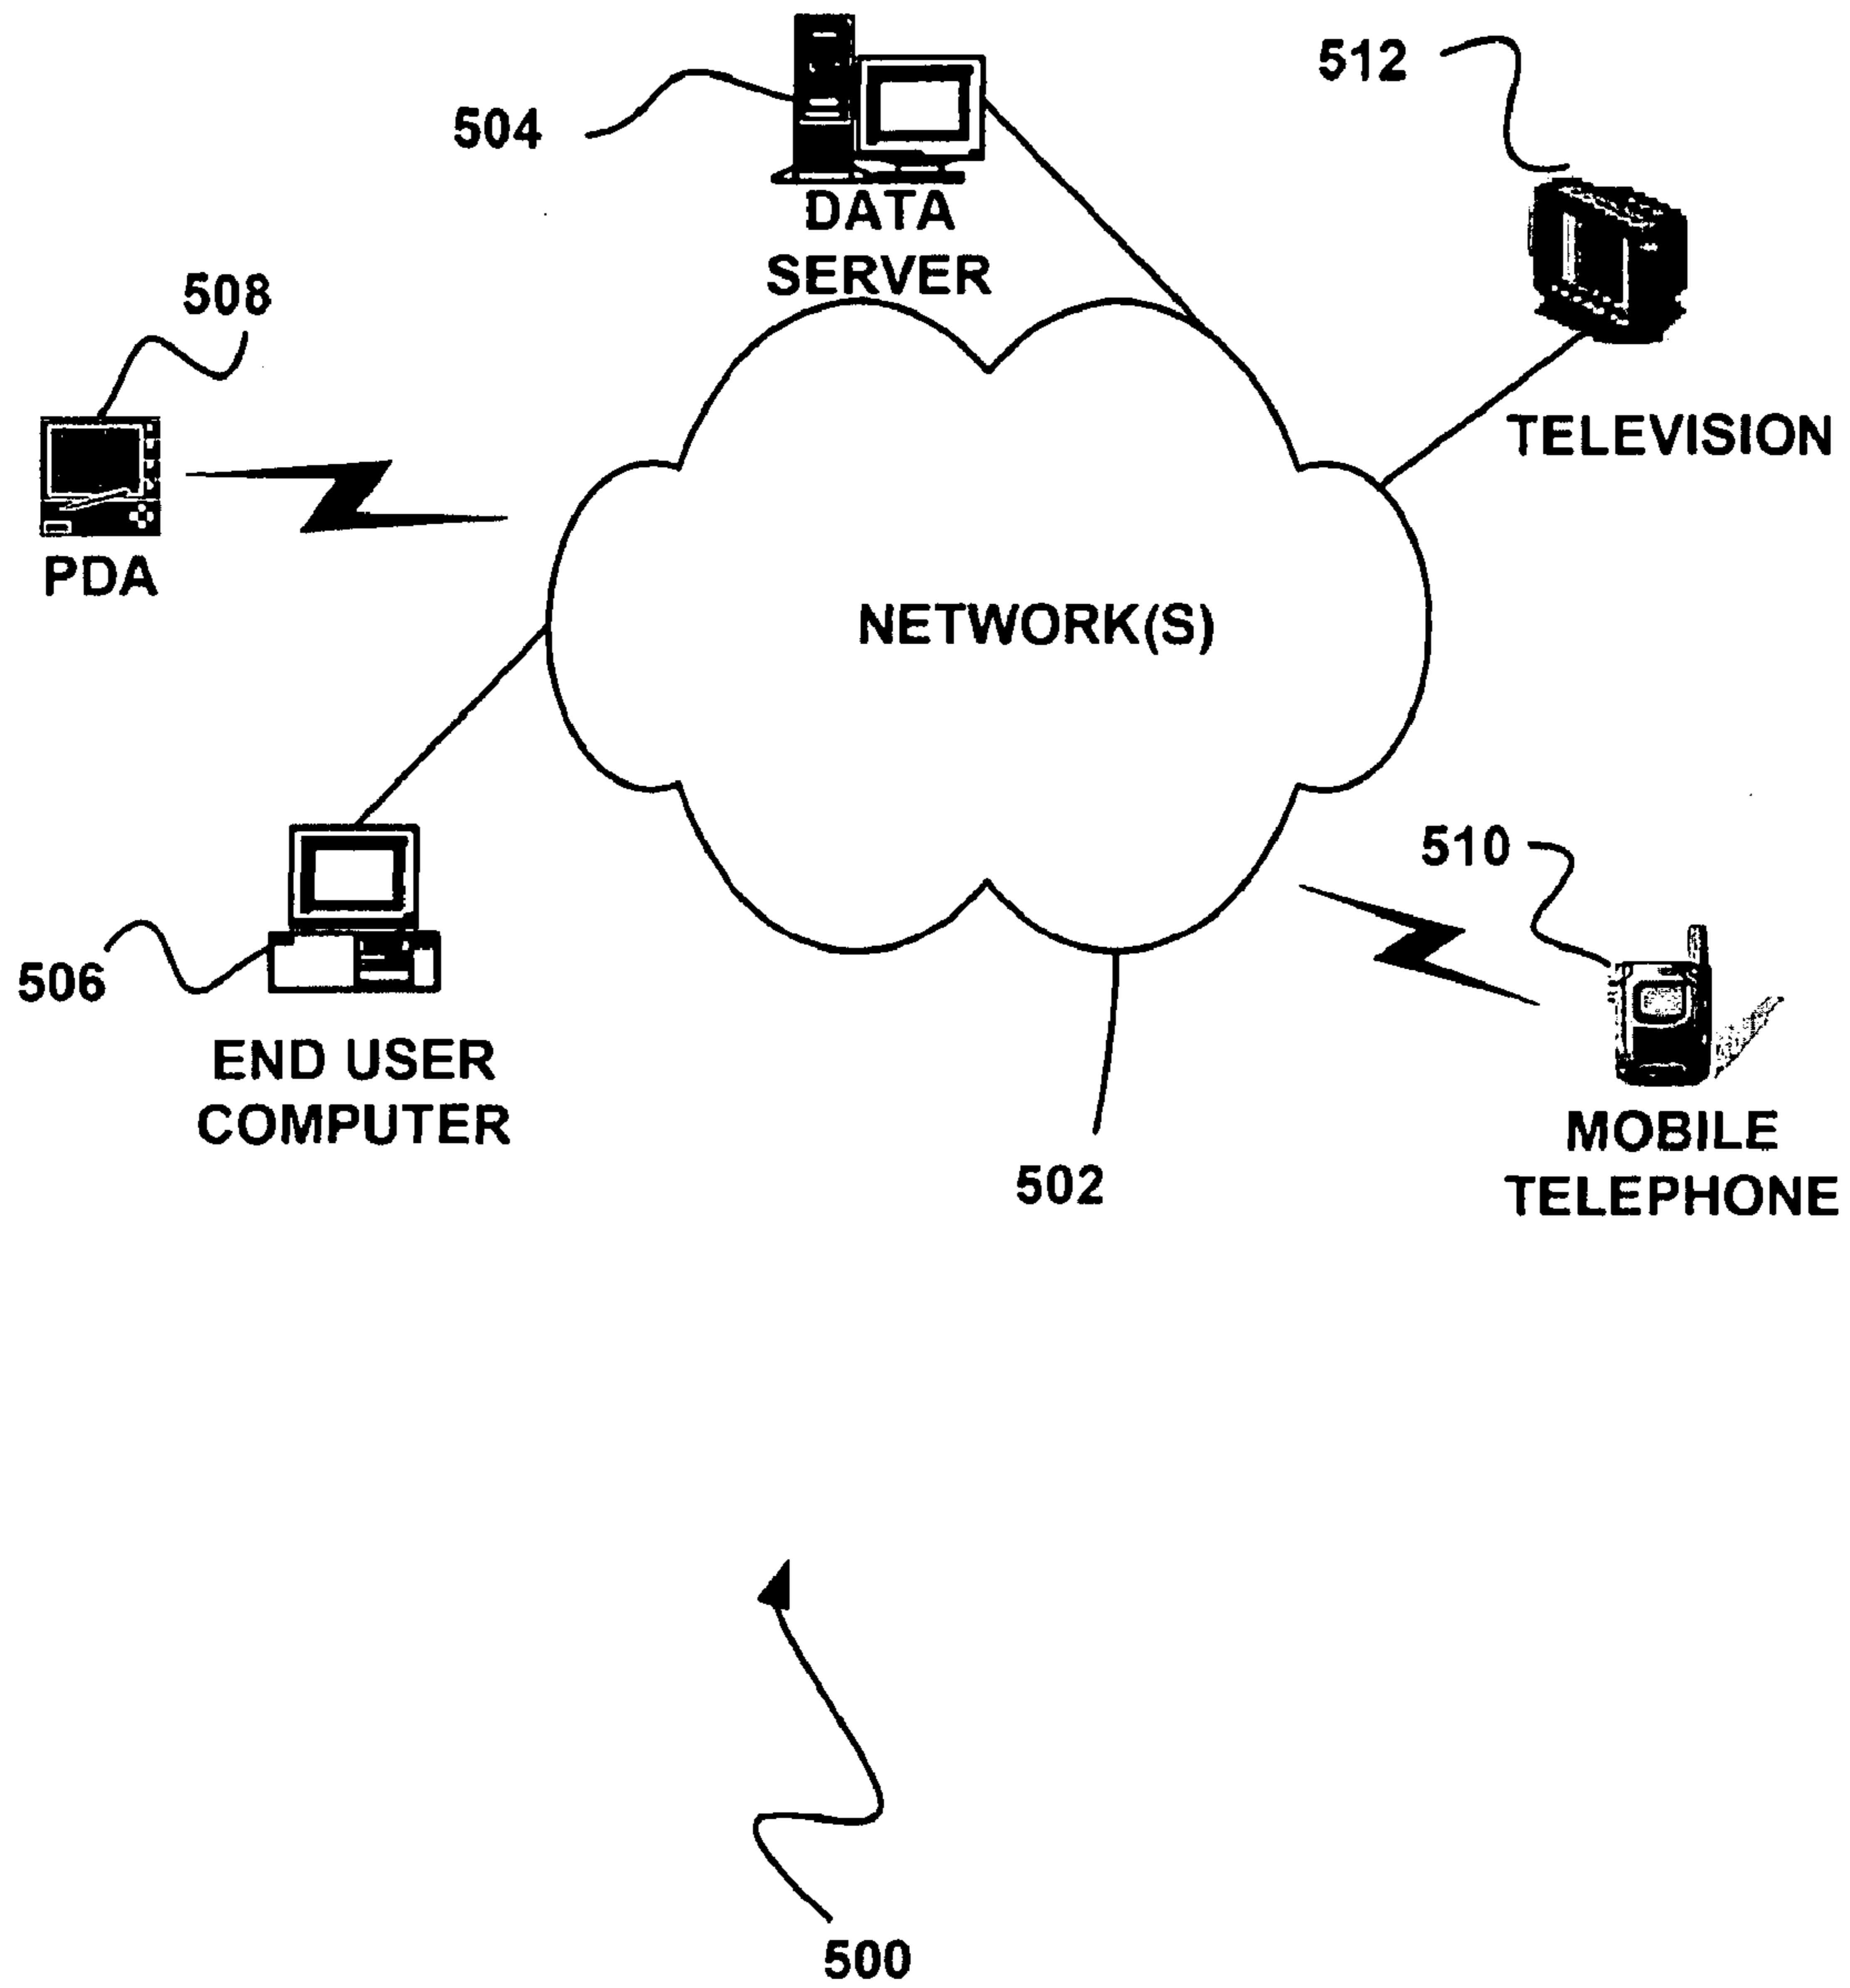 512
504
DATA
SERVER
508
TELEVISION
PDA
NETWORK(S)
510
506
END USER
COMPUTER
MOBILE
TELEPHONE
502
500